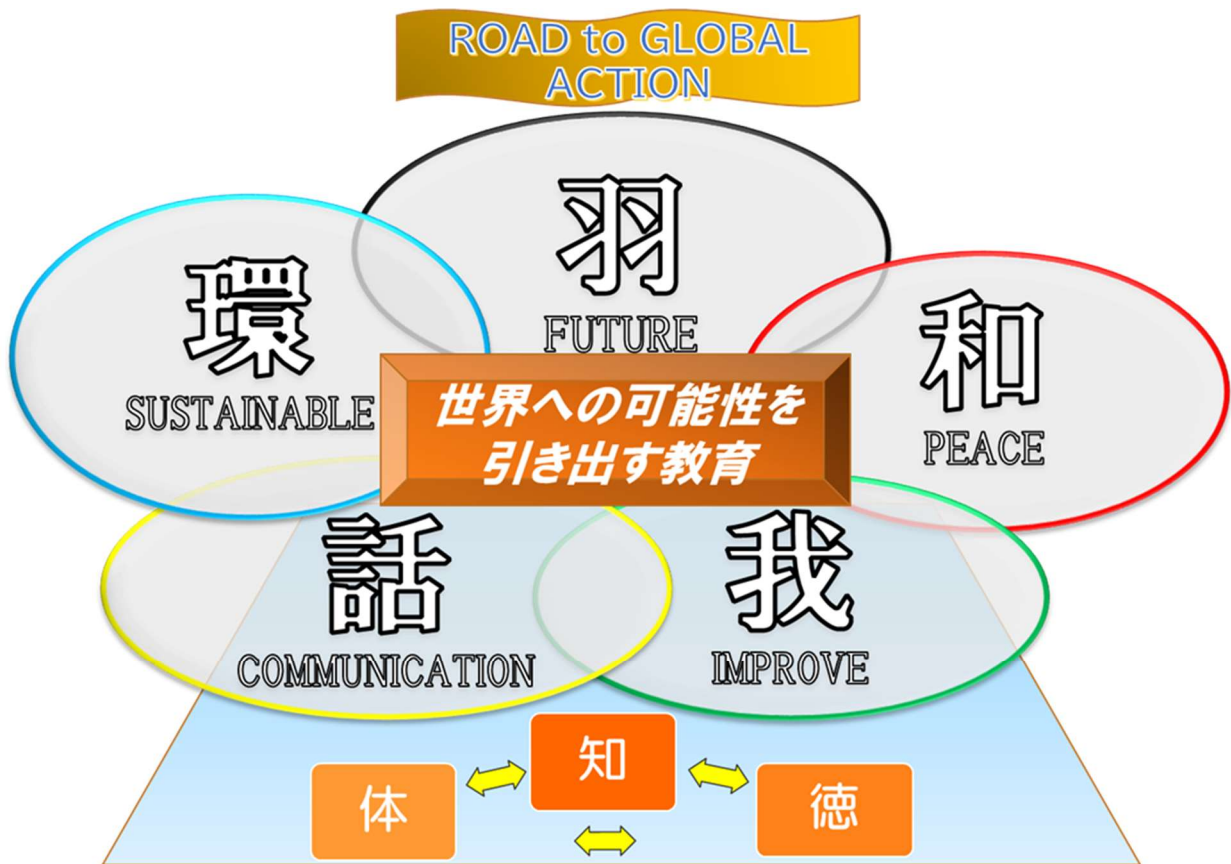 ROAD to GLOBAL
ACTION
羽
FUTURE
環
SUSTAINABLE
和
PEACE
世界への可能性を
引き出す教育
話
COMMUNICATION
我
IMPROVE
知
体
徳